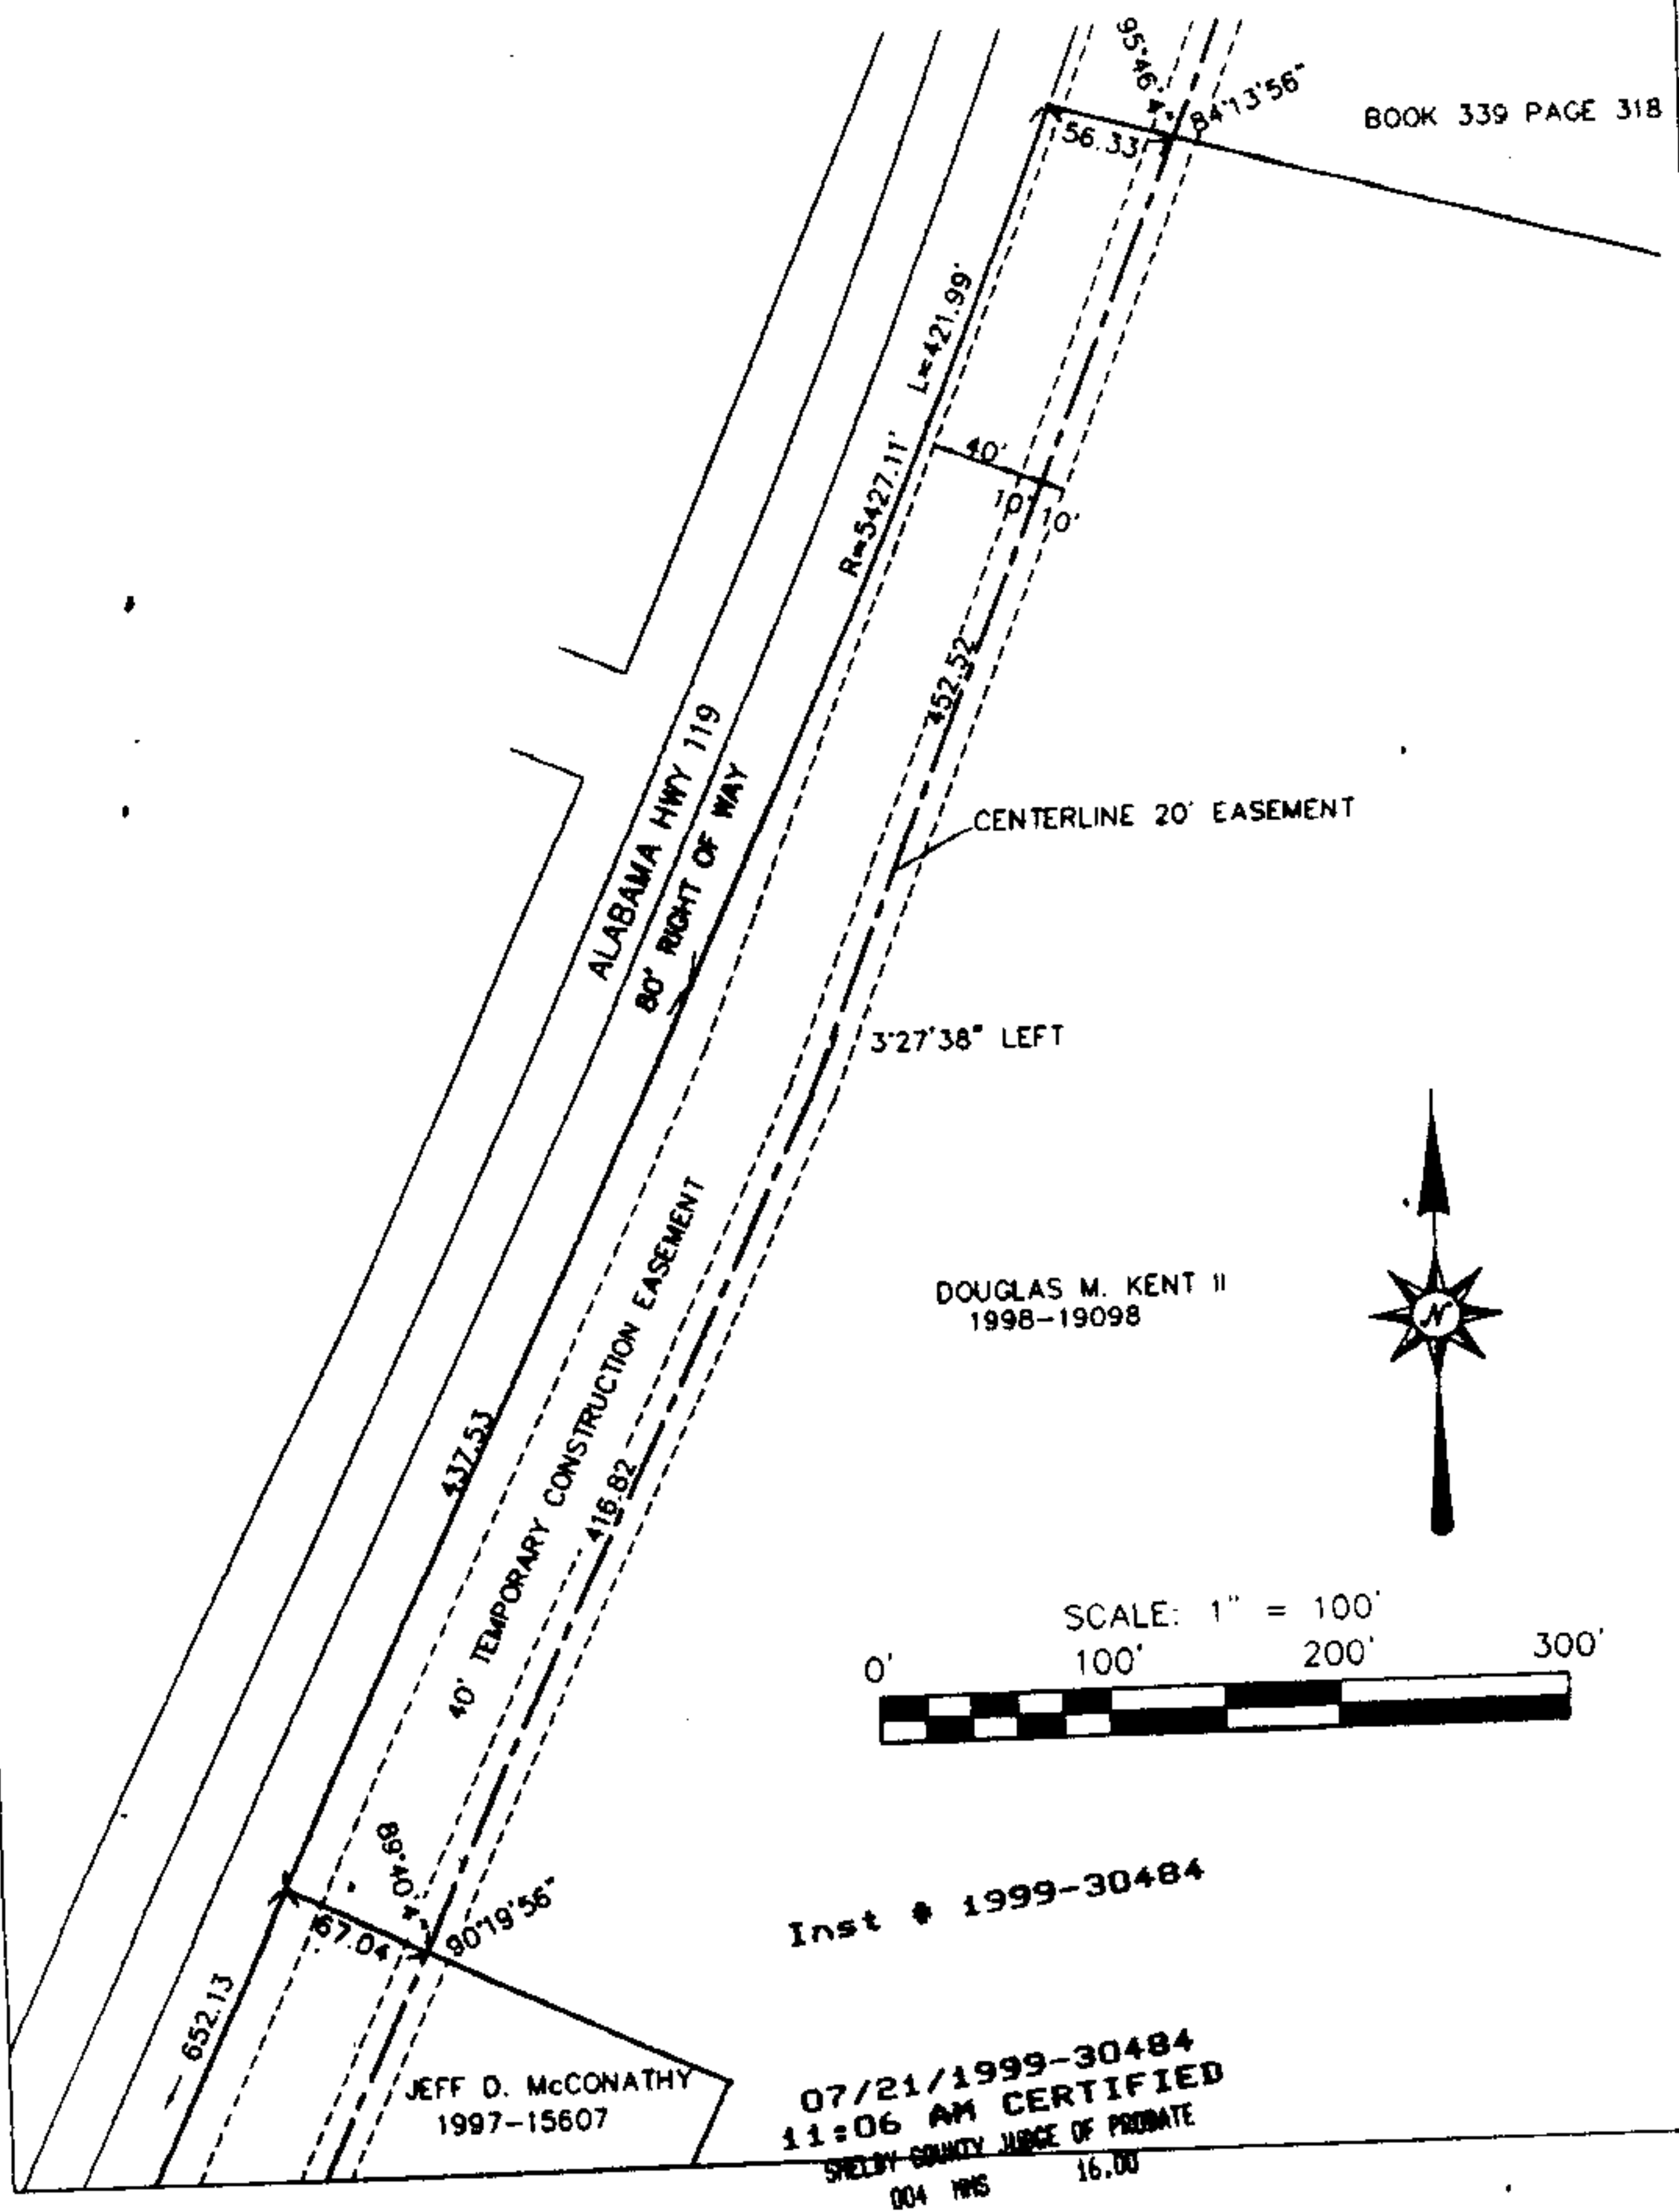 95°46'4"
84°13'56"
BOOK 339 PAGE 318
56.33
L=421.99'
R=5427.11'
40'
10'
10'
452.52
ALABAMA HWY 119
80' RIGHT OF WAY
CENTERLINE 20' EASEMENT
3°27'38" LEFT
40' TEMPORARY CONSTRUCTION EASEMENT
DOUGLAS M. KENT II
1998-19098
N
437.53
416.82
SCALE: 1" = 100'
0' 100' 200' 300'
89°40'4"
90°19'56"
67.04
652.13
Inst # 1999-30484
JEFF D. McCONATHY
1997-15607
07/21/1999-30484
11:06 AM CERTIFIED
SHELBY COUNTY JUDGE OF PROBATE
004 MMS 16.00